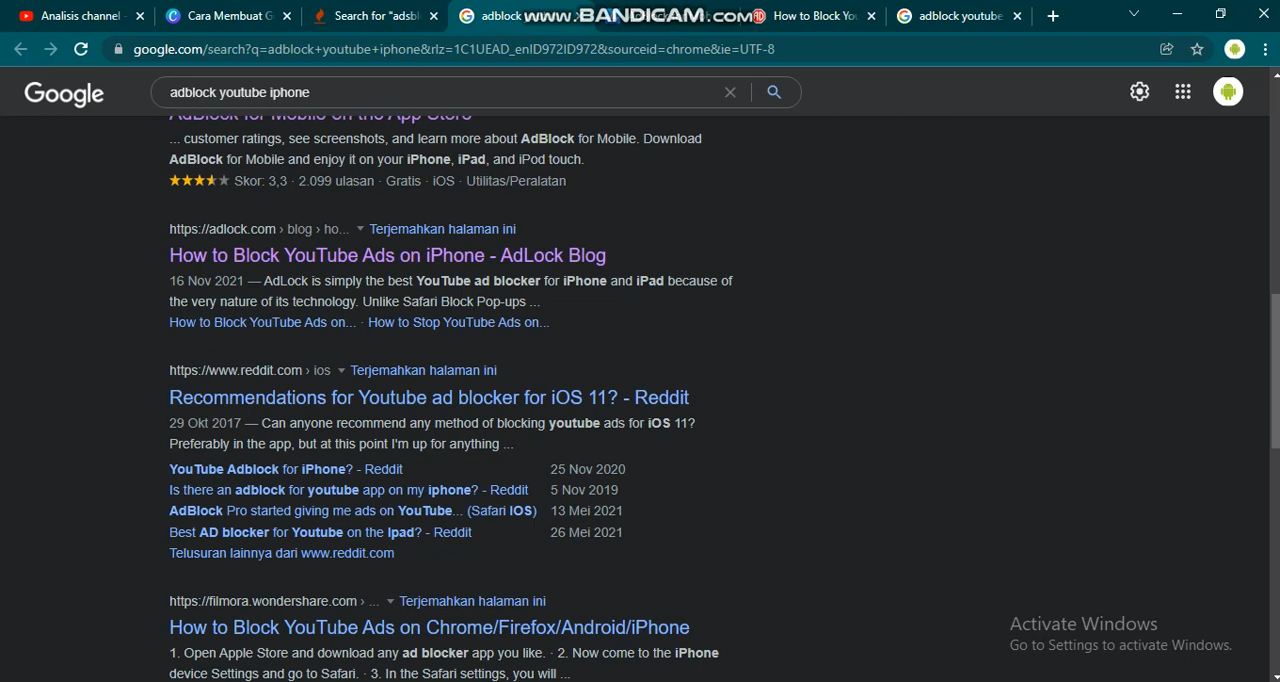 Analisis channel
Cara Membuat G
Search for "adsbl
adblock
www.BANDICAM.com
How to Block You
adblock youtube
google.com/search?q=adblock+youtube+iphone&rlz=1C1UEAD_enID972ID972&sourceid=chrome&ie=UTF-8
Google
adblock youtube iphone
AdBlock for Mobile on the App Store
... customer ratings, see screenshots, and learn more about AdBlock for Mobile. Download
AdBlock for Mobile and enjoy it on your iPhone, iPad, and iPod touch.
Skor: 3,3 · 2.099 ulasan · Gratis · iOS · Utilitas/Peralatan
https://adlock.com › blog › ho... Terjemahkan halaman ini
How to Block YouTube Ads on iPhone - AdLock Blog
16 Nov 2021 — AdLock is simply the best YouTube ad blocker for iPhone and iPad because of
the very nature of its technology. Unlike Safari Block Pop-ups ...
How to Block YouTube Ads on... · How to Stop YouTube Ads on...
https://www.reddit.com › ios Terjemahkan halaman ini
Recommendations for Youtube ad blocker for iOS 11? - Reddit
29 Okt 2017 — Can anyone recommend any method of blocking youtube ads for iOS 11?
Preferably in the app, but at this point I'm up for anything ...
YouTube Adblock for iPhone? - Reddit 25 Nov 2020
Is there an adblock for youtube app on my iphone? - Reddit 5 Nov 2019
AdBlock Pro started giving me ads on YouTube... (Safari IOS) 13 Mei 2021
Best AD blocker for Youtube on the Ipad? - Reddit 26 Mei 2021
Telusuran lainnya dari www.reddit.com
https://filmora.wondershare.com › ... Terjemahkan halaman ini
How to Block YouTube Ads on Chrome/Firefox/Android/iPhone
1. Open Apple Store and download any ad blocker app you like. · 2. Now come to the iPhone
device Settings and go to Safari. · 3. In the Safari settings, you will ...
Activate Windows
Go to Settings to activate Windows.